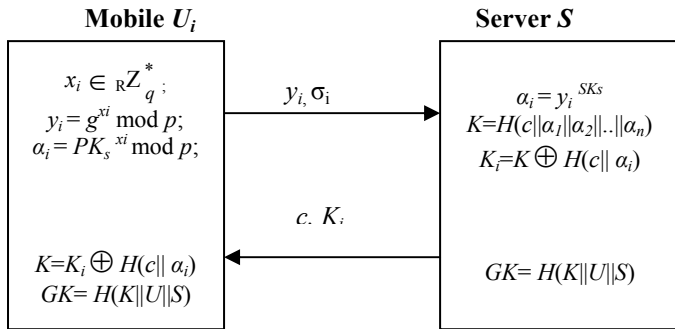 Mobile U_i
Server S
x_i ∈ _R Z_q^* ;
y_i = g^{xi} mod p;
α_i = PK_s^{xi} mod p;
y_i, σ_i
α_i = y_i^{SKs}
K=H(c||α_1||α_2||..||α_n)
K_i=K ⊕ H(c|| α_i)
c, K_i
K=K_i ⊕ H(c|| α_i)
GK= H(K||U||S)
GK= H(K||U||S)